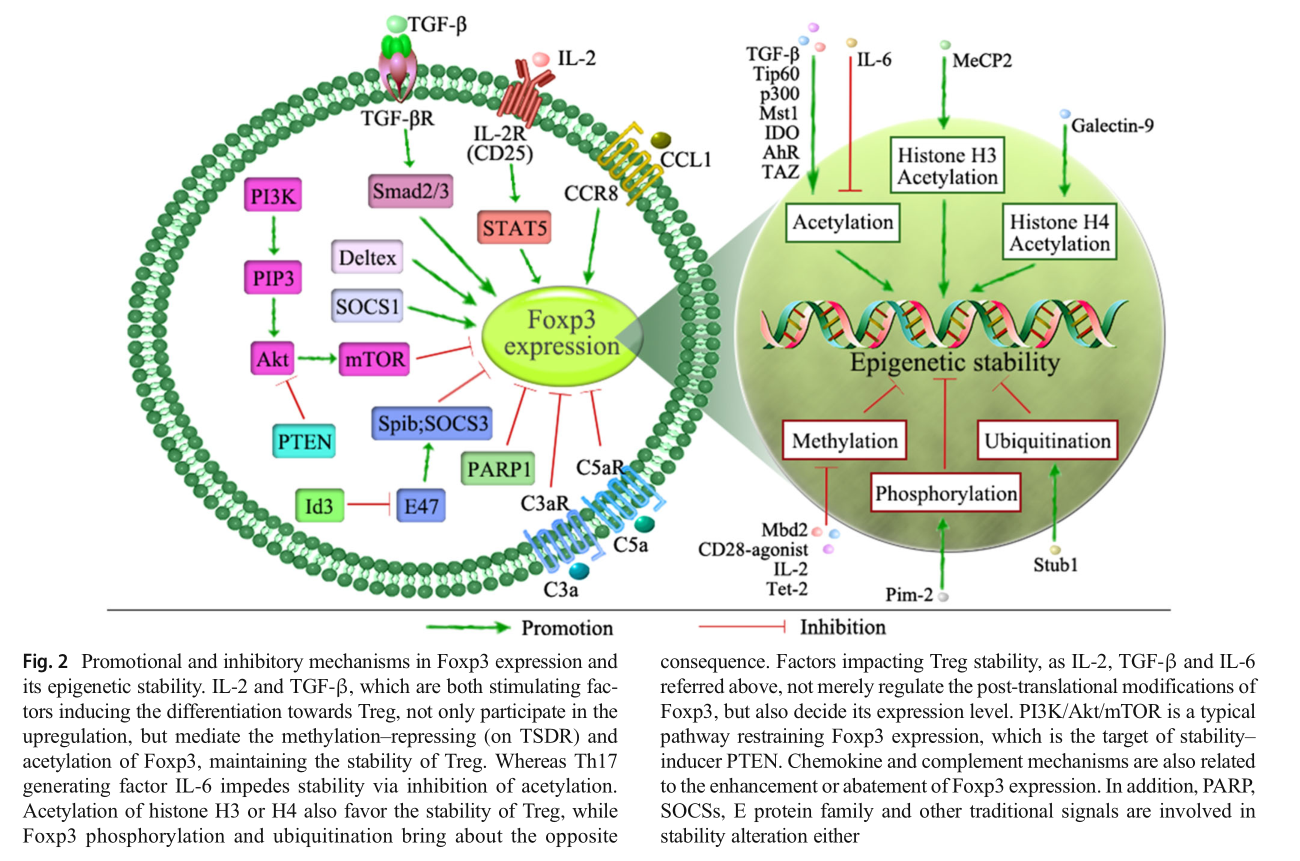 TGF-β
IL-2
TGF-βR
IL-2R
(CD25)
CCL1
CCR8
PI3K
Smad2/3
STAT5
Deltex
PIP3
SOCS1
Foxp3
expression
Akt
mTOR
Spib;SOCS3
PTEN
PARP1
C5aR
Id3
E47
C3aR
C5a
C3a
TGF-β
Tip60
p300
Mst1
IDO
AhR
TAZ
IL-6
MeCP2
Galectin-9
Histone H3
Acetylation
Acetylation
Histone H4
Acetylation
Epigenetic stability
Methylation
Ubiquitination
Phosphorylation
Mbd2
CD28-agonist
IL-2
Tet-2
Stub1
Pim-2
Promotion
Inhibition
Fig. 2 Promotional and inhibitory mechanisms in Foxp3 expression and
its epigenetic stability. IL-2 and TGF-β, which are both stimulating fac-
tors inducing the differentiation towards Treg, not only participate in the
upregulation, but mediate the methylation–repressing (on TSDR) and
acetylation of Foxp3, maintaining the stability of Treg. Whereas Th17
generating factor IL-6 impedes stability via inhibition of acetylation.
Acetylation of histone H3 or H4 also favor the stability of Treg, while
Foxp3 phosphorylation and ubiquitination bring about the opposite
consequence. Factors impacting Treg stability, as IL-2, TGF-β and IL-6
referred above, not merely regulate the post-translational modifications of
Foxp3, but also decide its expression level. PI3K/Akt/mTOR is a typical
pathway restraining Foxp3 expression, which is the target of stability–
inducer PTEN. Chemokine and complement mechanisms are also related
to the enhancement or abatement of Foxp3 expression. In addition, PARP,
SOCSs, E protein family and other traditional signals are involved in
stability alteration either